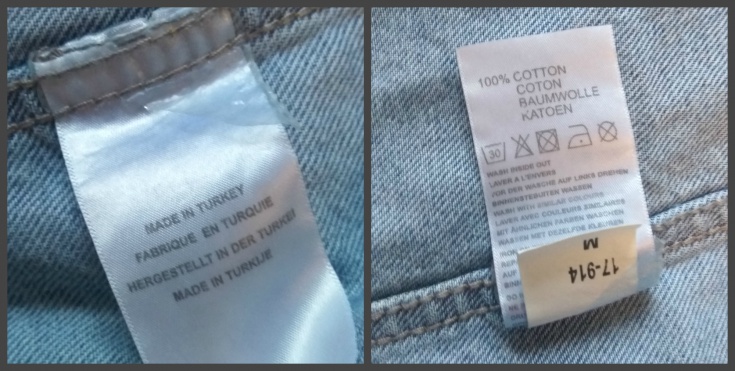 MADE IN TURKEY
FABRIQUÉ EN TURQUIE
HERGESTELLT IN DER TURKEI
MADE IN TURKIJE
100% COTTON
COTON
BAUMWOLLE
KATOEN
30
WASH INSIDE OUT
LAVER A L'ENVERS
VOR DER WASCHE AUF LINKS DREHEN
BINNENSTEBUITEN WASSEN
WASH WITH SIMILAR COLOURS
LAVER AVEC COULEURS SIMILAIRES
MIT ÄHNLICHEN FARBEN WASCHEN
WASSEN MET DEZELFDE KLEUREN
M
17-914